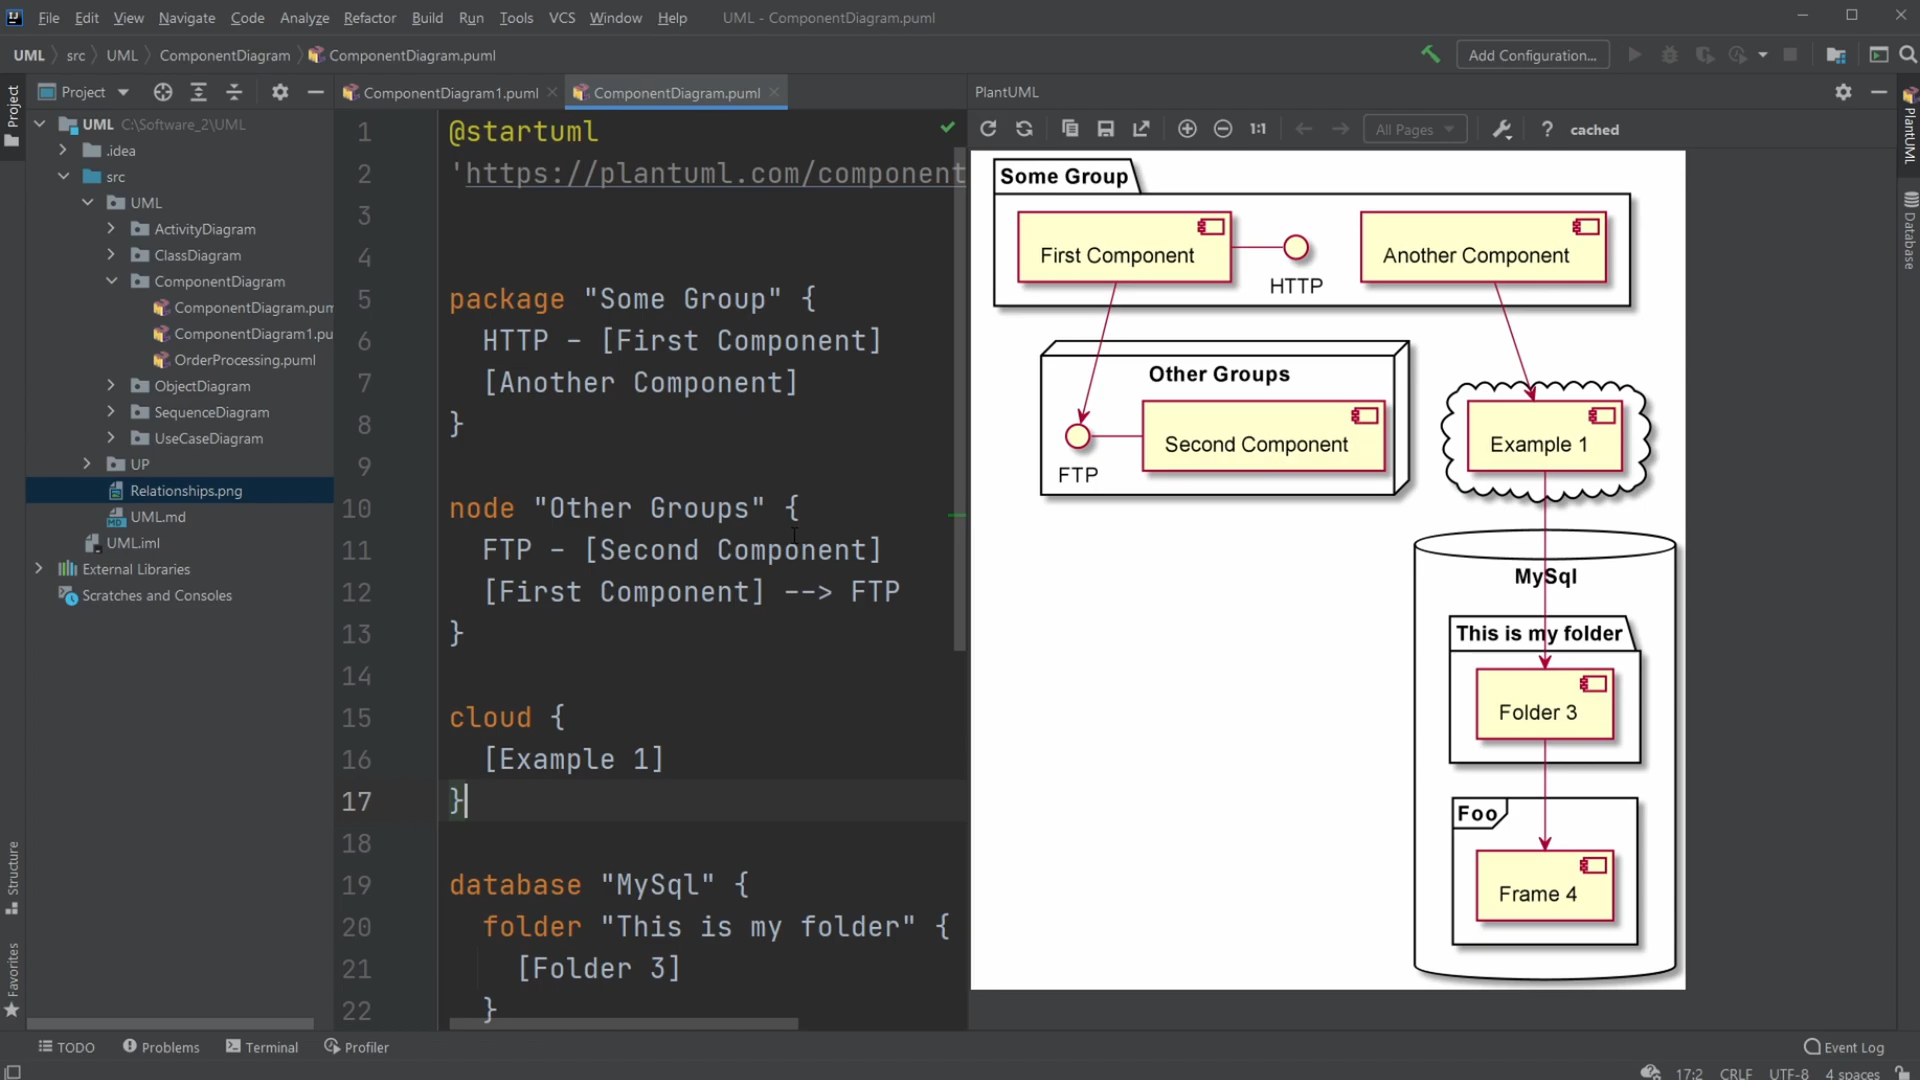 File Edit View Navigate Code Analyze Refactor Build Run Tools VCS Window Help UML - ComponentDiagram.puml
UML src UML ComponentDiagram ComponentDiagram.puml Add Configuration...
Project
Project
ComponentDiagram1.puml
ComponentDiagram.puml
PlantUML
UML C:\Software_2\UML
.idea
src
UML
ActivityDiagram
ClassDiagram
ComponentDiagram
ComponentDiagram.pum
ComponentDiagram1.pu
OrderProcessing.puml
ObjectDiagram
SequenceDiagram
UseCaseDiagram
UP
Relationships.png
UML.md
UML.iml
External Libraries
Scratches and Consoles
Structure
Favorites
1 @startuml
2 'https://plantuml.com/component
3
4
5 package "Some Group" {
6 HTTP - [First Component]
7 [Another Component]
8 }
9
10 node "Other Groups" {
11 FTP - [Second Component]
12 [First Component] --> FTP
13 }
14
15 cloud {
16 [Example 1]
17 }
18
19 database "MySql" {
20 folder "This is my folder" {
21 [Folder 3]
22 }
1:1 All Pages ? cached
Some Group
First Component
HTTP
Another Component
Other Groups
FTP
Second Component
Example 1
MySql
This is my folder
Folder 3
Foo
Frame 4
PlantUML
Database
TODO Problems Terminal Profiler Event Log
17:2 CRLF UTF-8 4 spaces